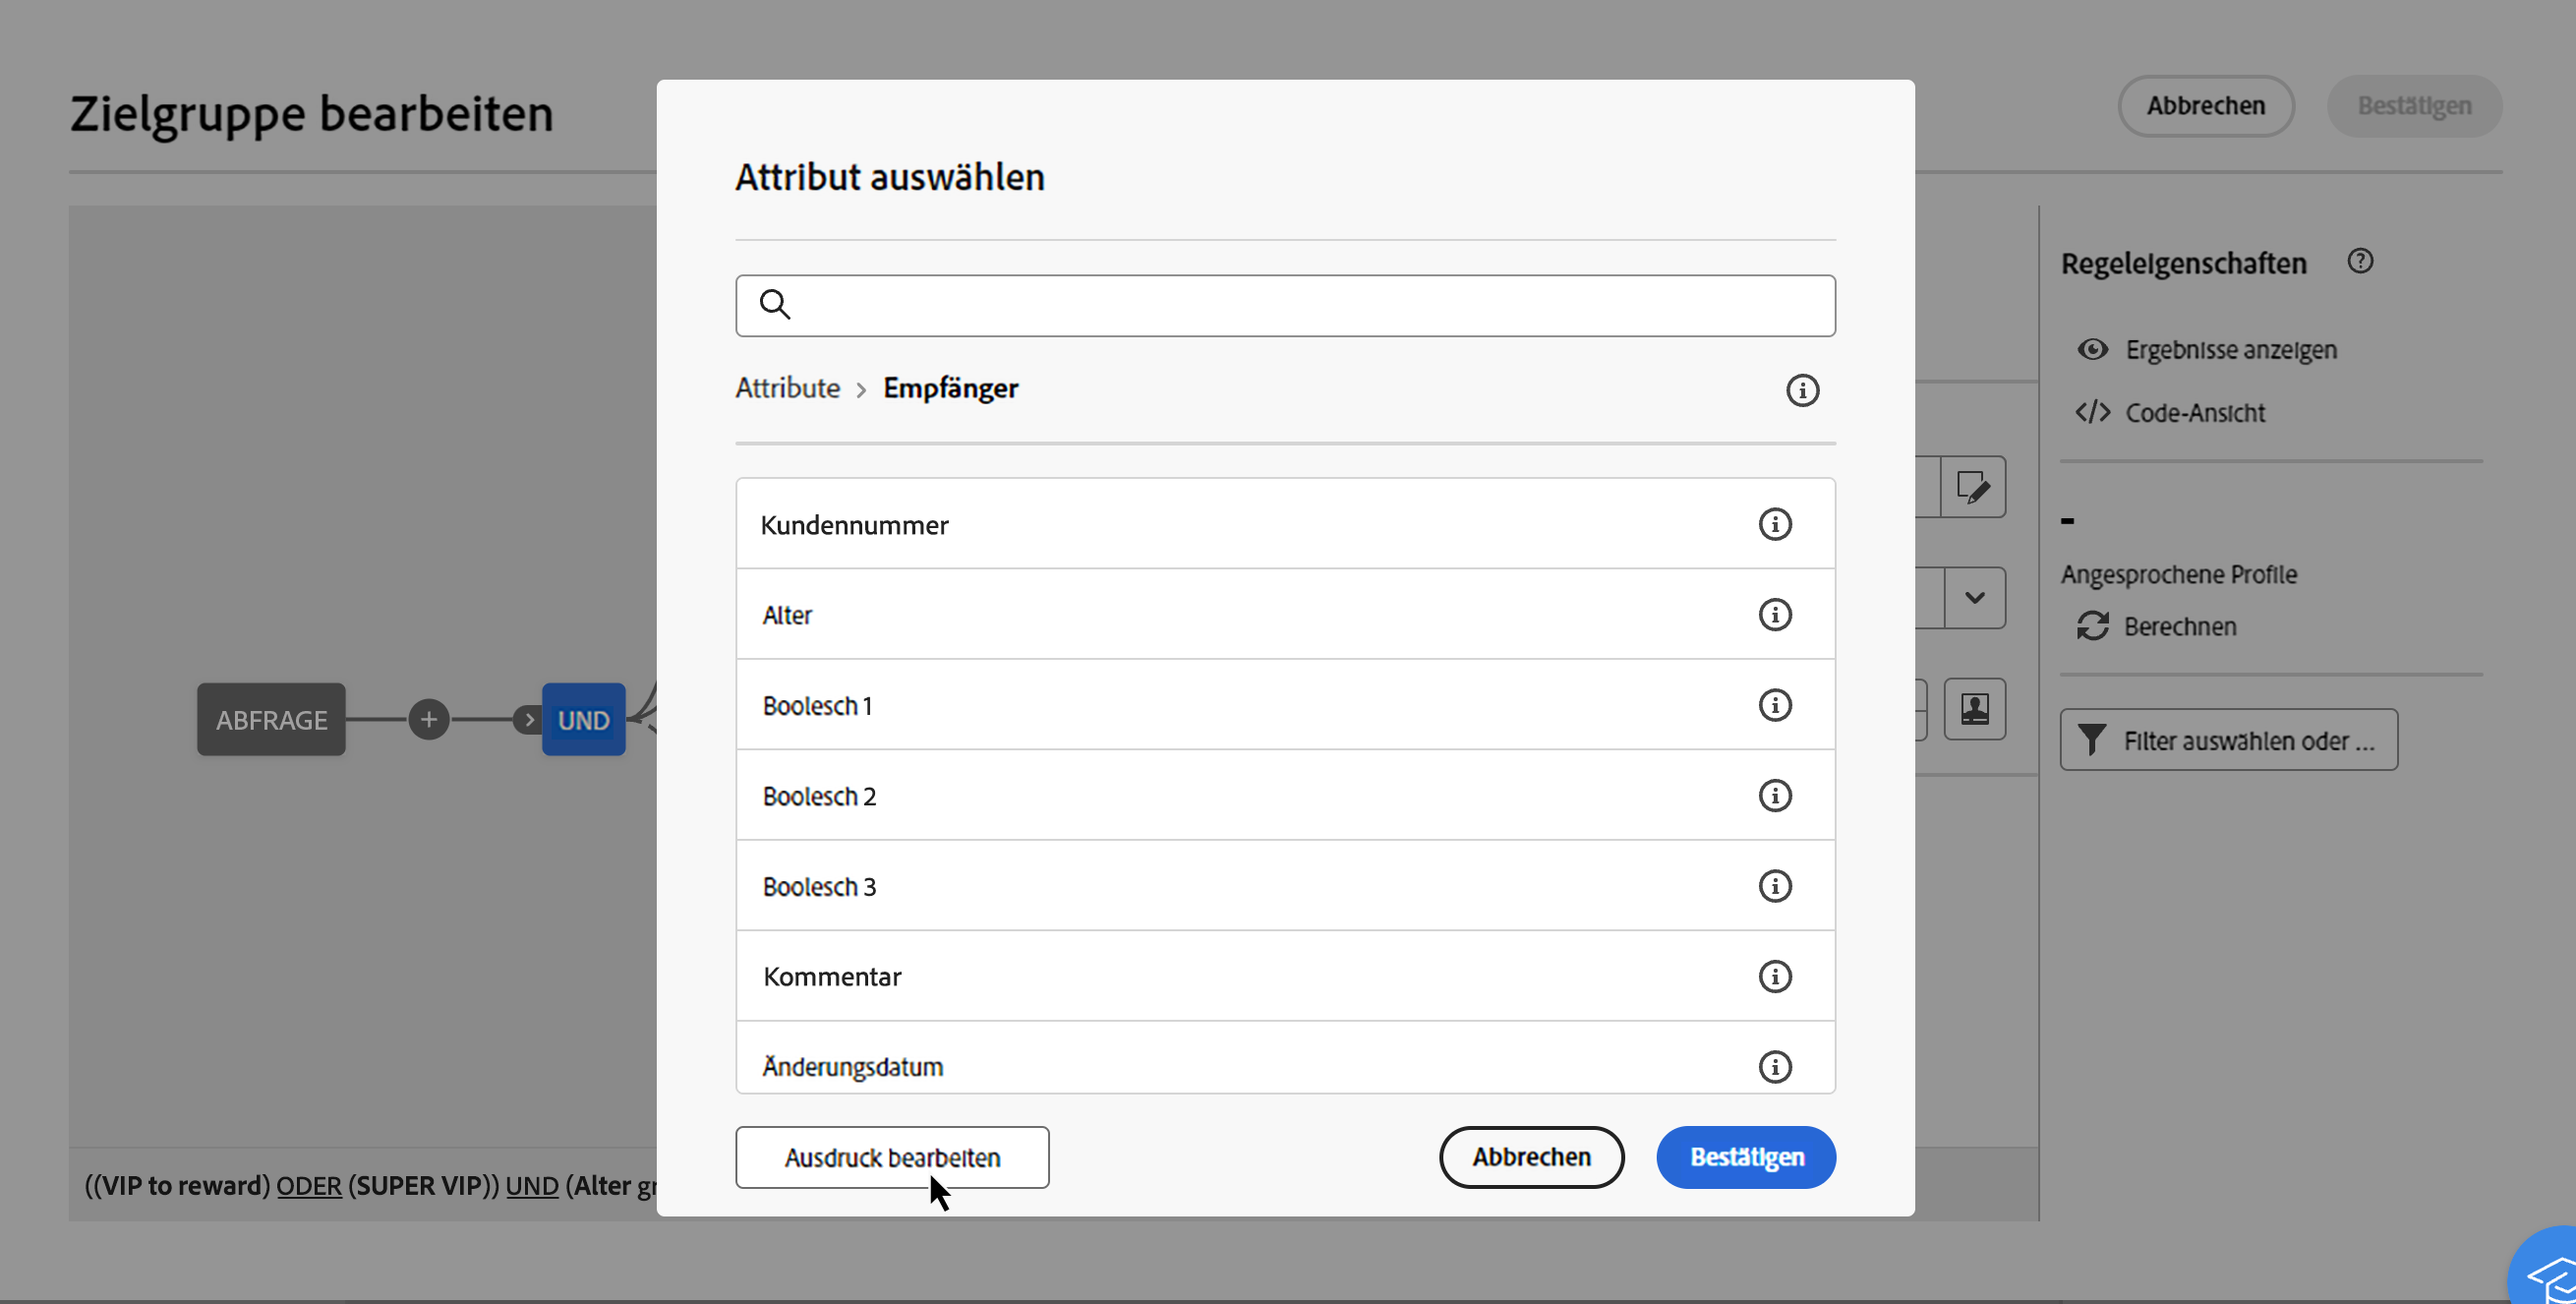 Zielgruppe bearbeiten
Abbrechen
Bestätigen
Attribut auswählen
Attribute > Empfänger
Kundennummer
Alter
Boolesch 1
Boolesch 2
Boolesch 3
Kommentar
Änderungsdatum
Ausdruck bearbeiten
Abbrechen
Bestätigen
ABFRAGE
UND
((VIP to reward) ODER (SUPER VIP)) UND (Alter gr
Regeleigenschaften
Ergebnisse anzeigen
Code-Ansicht
-
Angesprochene Profile
Berechnen
Filter auswählen oder ...